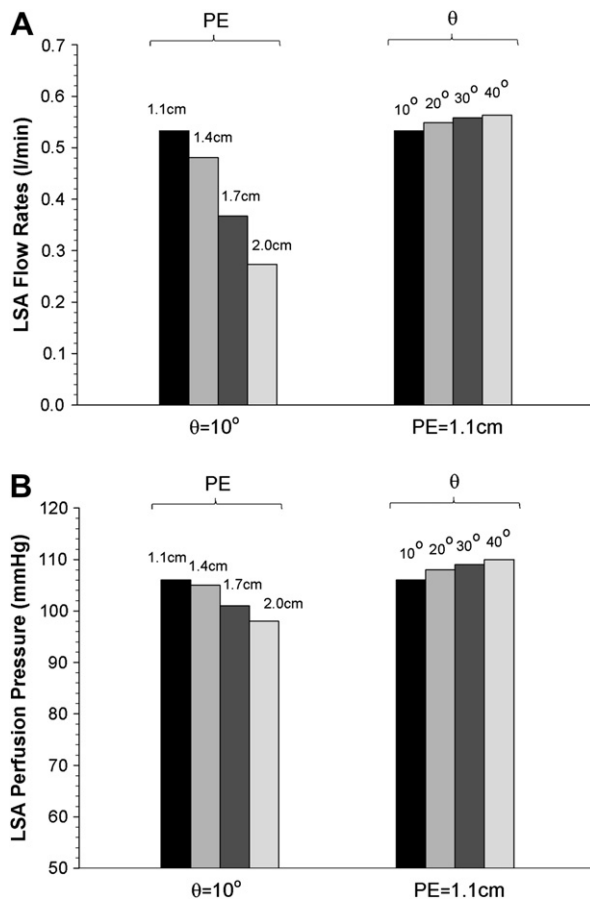 A
PE
θ
0.7
0.6
0.5
0.4
0.3
0.2
0.1
0.0
LSA Flow Rates (l/min)
1.1cm
1.4cm
1.7cm
2.0cm
10°
20°
30°
40°
θ=10°
PE=1.1cm
B
PE
θ
120
110
100
90
80
70
60
50
LSA Perfusion Pressure (mmHg)
1.1cm
1.4cm
1.7cm
2.0cm
10°
20°
30°
40°
θ=10°
PE=1.1cm